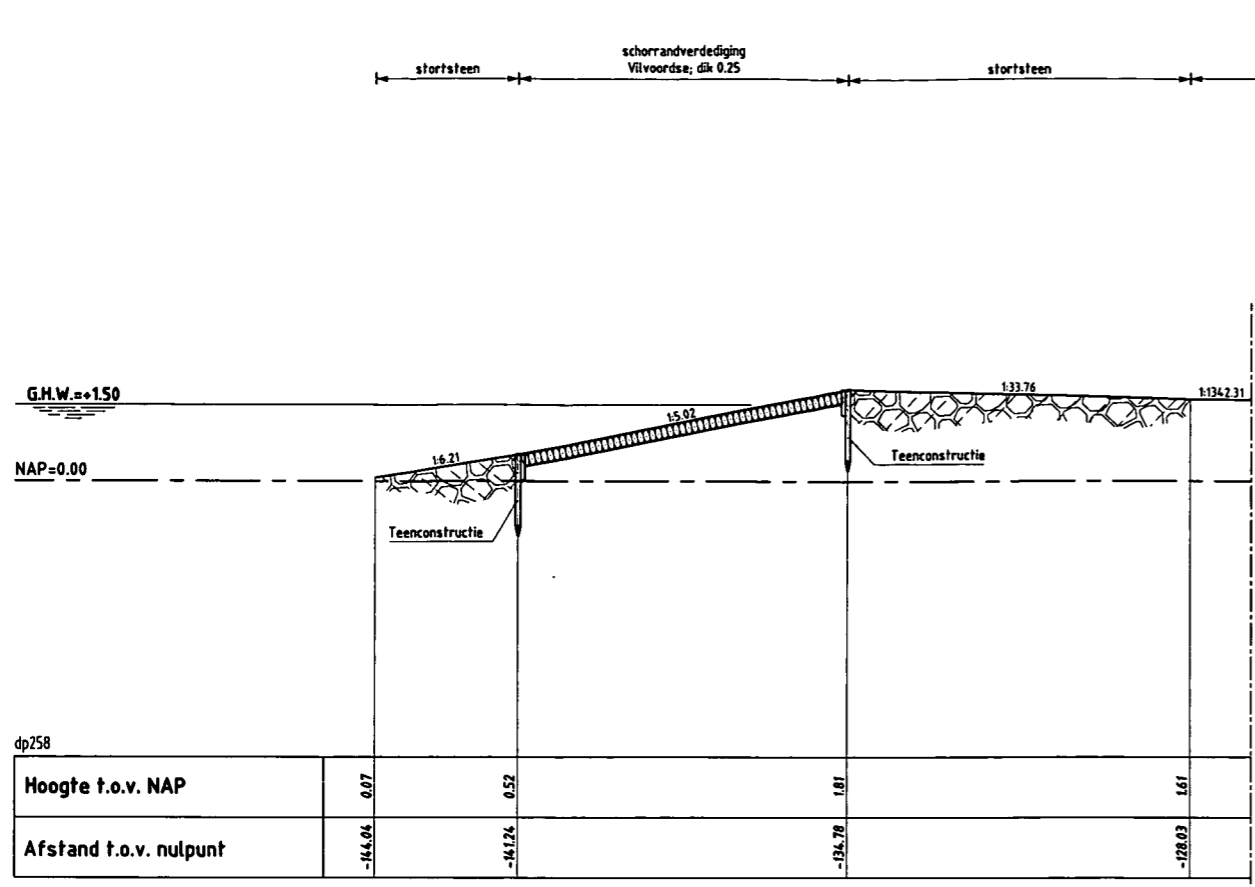 schorrandverdediging
stortsteen
Vilvoordse; dik 0.25
stortsteen
G.H.W.=+1.50
1:33.76
1:1342.31
1:5.02
Teenconstructie
1:6.21
NAP=0.00
Teenconstructie
dp258
Hoogte t.o.v. NAP
0.07
0.52
1.81
1.61
Afstand t.o.v. nulpunt
-144.04
-141.24
-134.78
-128.03